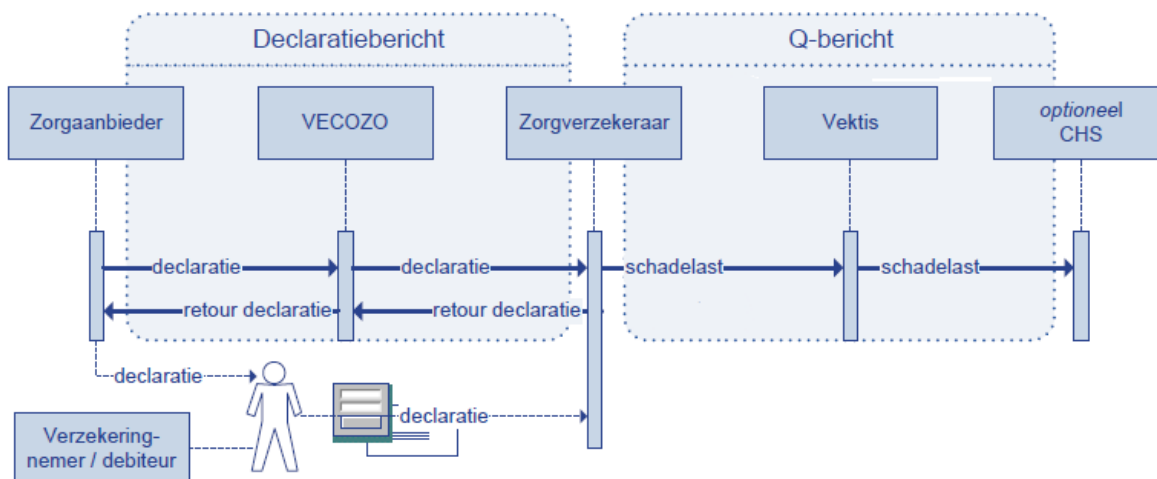 Declaratiebericht
Q-bericht
Zorgaanbieder
VECOZO
Zorgverzekeraar
Vektis
optioneel
CHS
declaratie
declaratie
schadelast
schadelast
retour declaratie
retour declaratie
declaratie
declaratie
Verzekering-
nemer / debiteur